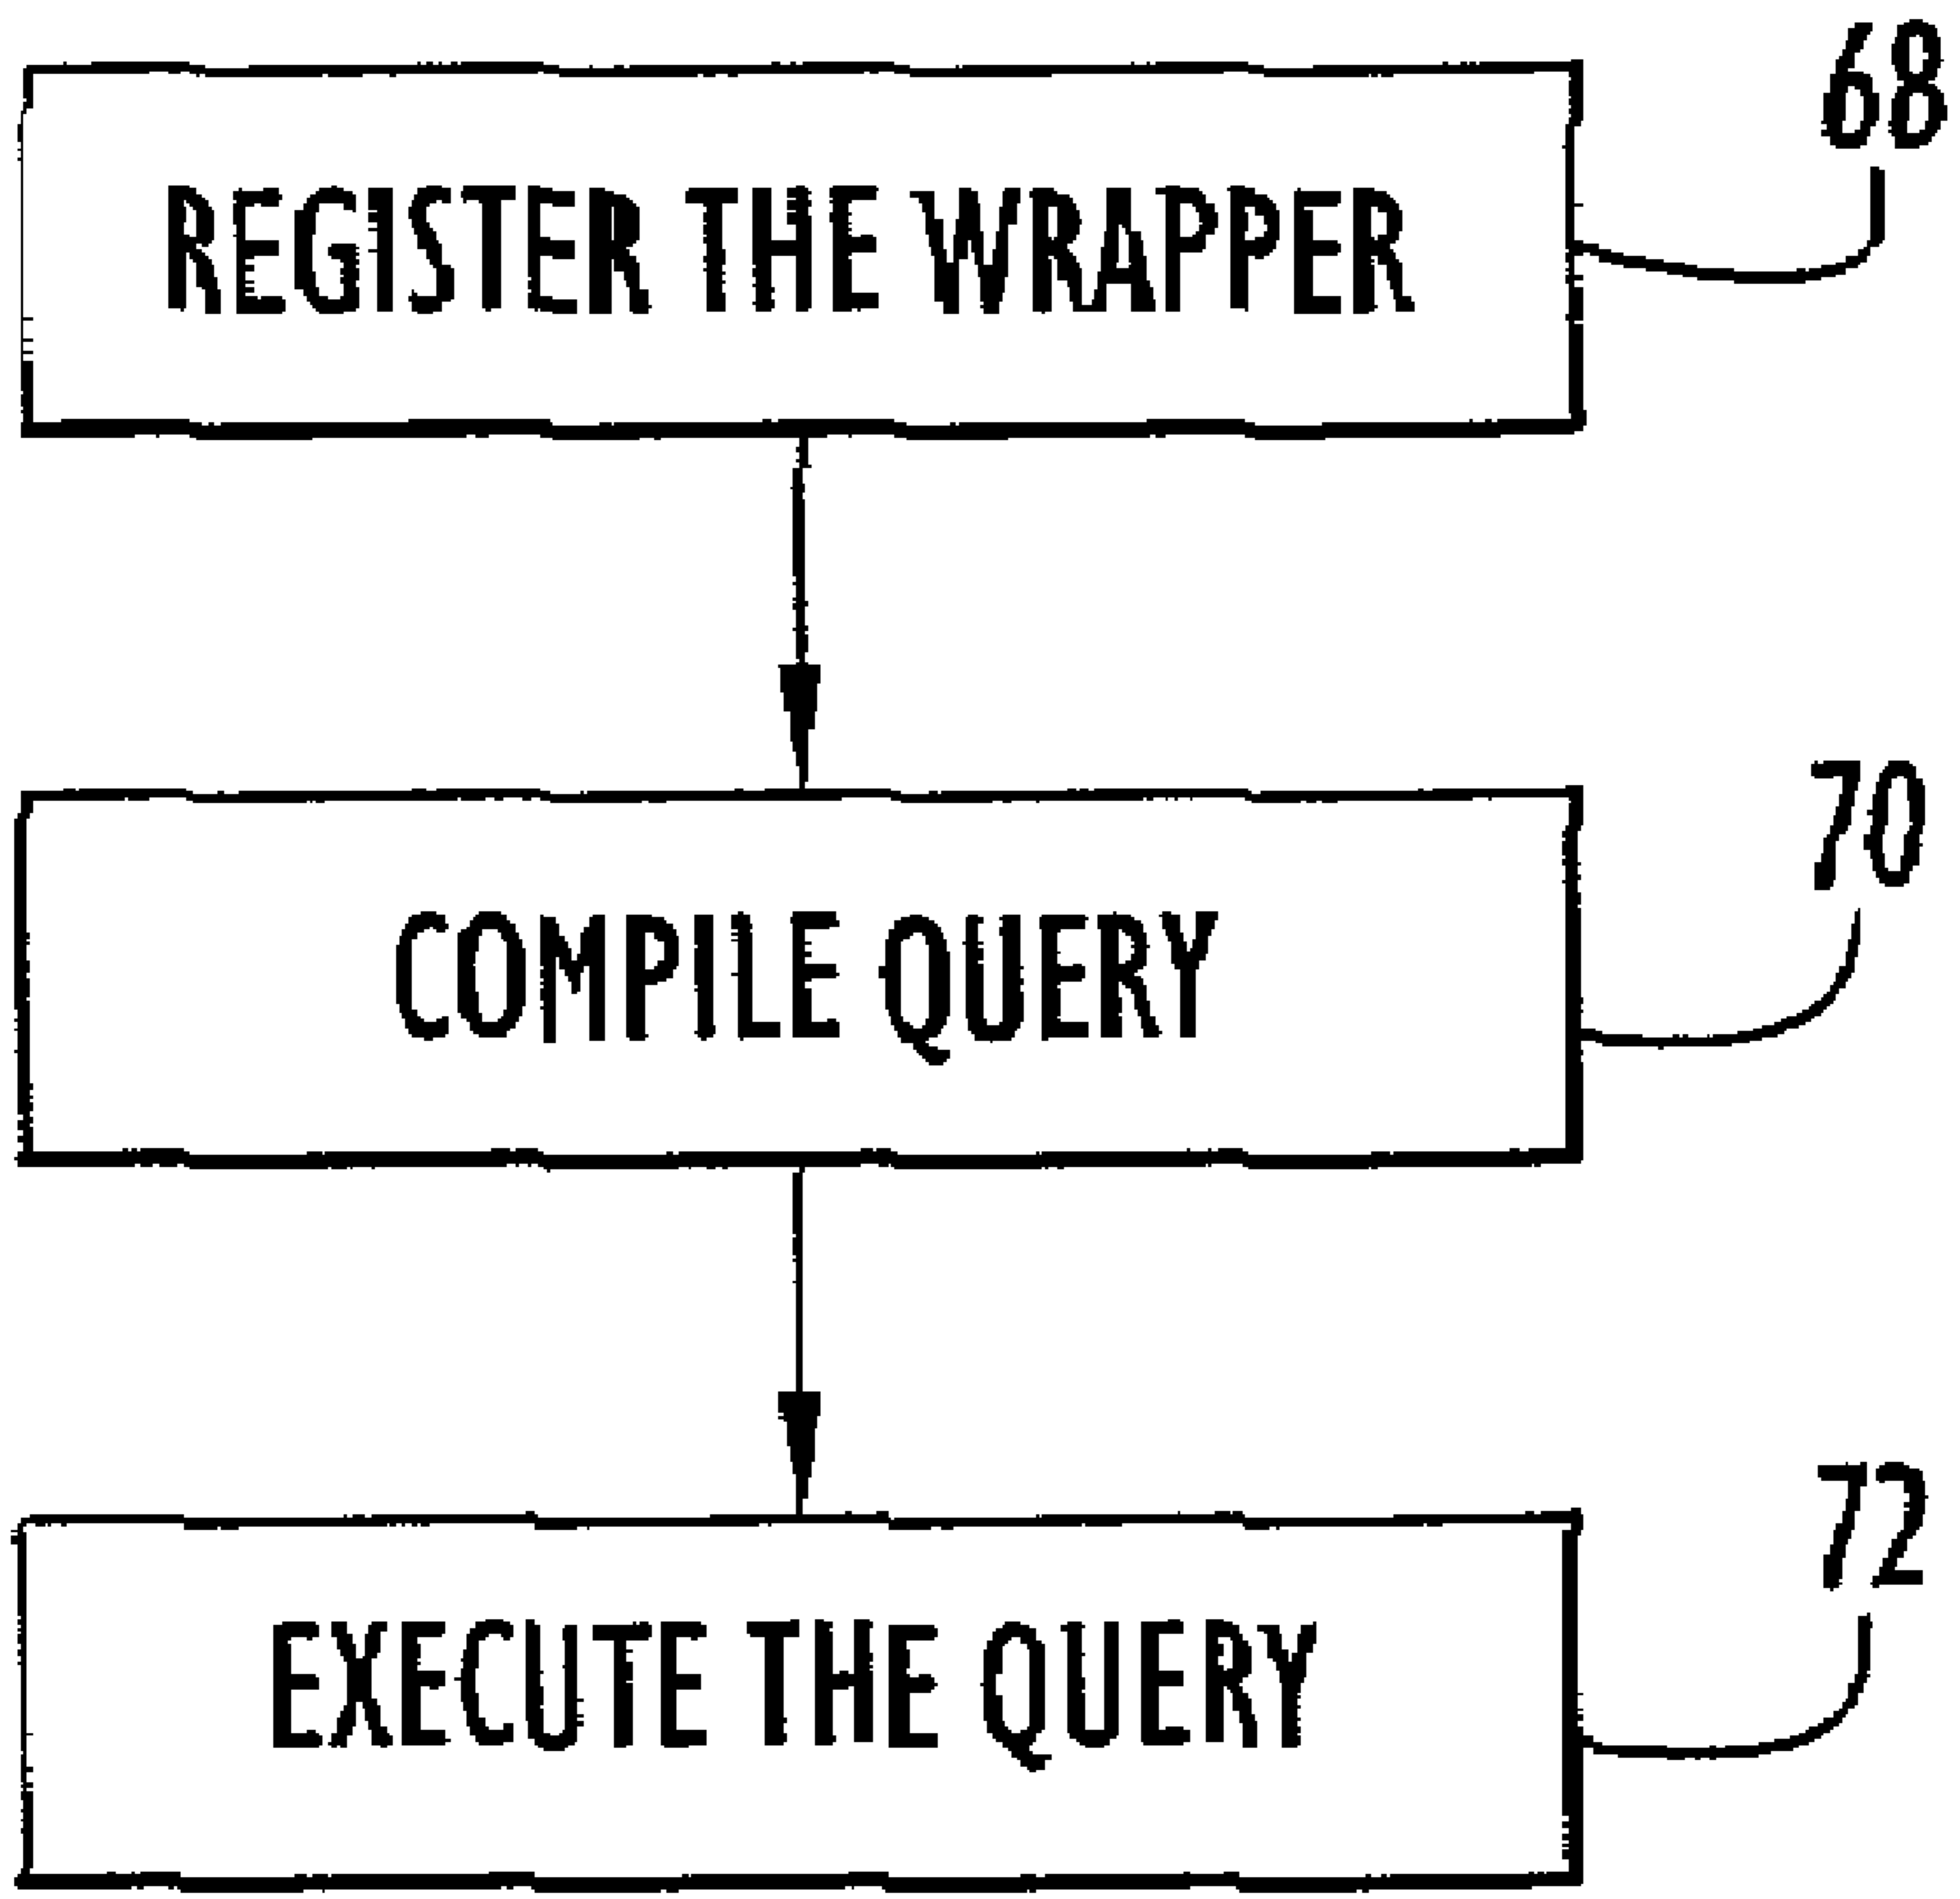 68
REGISTER THE WRAPPER
70
COMPILE QUERY
72
EXECUTE THE QUERY